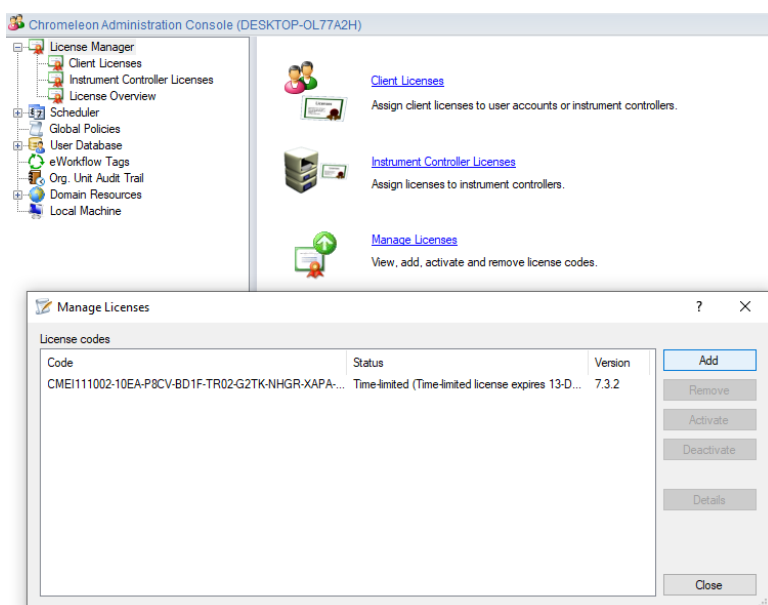 Chromeleon Administration Console (DESKTOP-OL77A2H)
License Manager
Client Licenses
Instrument Controller Licenses
License Overview
Scheduler
Global Policies
User Database
eWorkflow Tags
Org. Unit Audit Trail
Domain Resources
Local Machine
Client Licenses
Assign client licenses to user accounts or instrument controllers.
Instrument Controller Licenses
Assign licenses to instrument controllers.
Manage Licenses
View, add, activate and remove license codes.
Manage Licenses
License codes
Code Status Version
CMEI111002-10EA-P8CV-BD1F-TR02-G2TK-NHGR-XAPA-... Time-limited (Time-limited license expires 13-D... 7.3.2
Add
Remove
Activate
Deactivate
Details
Close